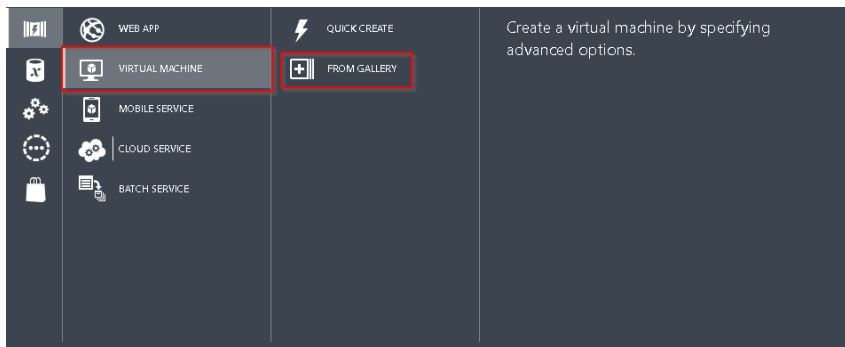 WEB APP
VIRTUAL MACHINE
MOBILE SERVICE
CLOUD SERVICE
BATCH SERVICE
QUICK CREATE
FROM GALLERY
Create a virtual machine by specifying
advanced options.